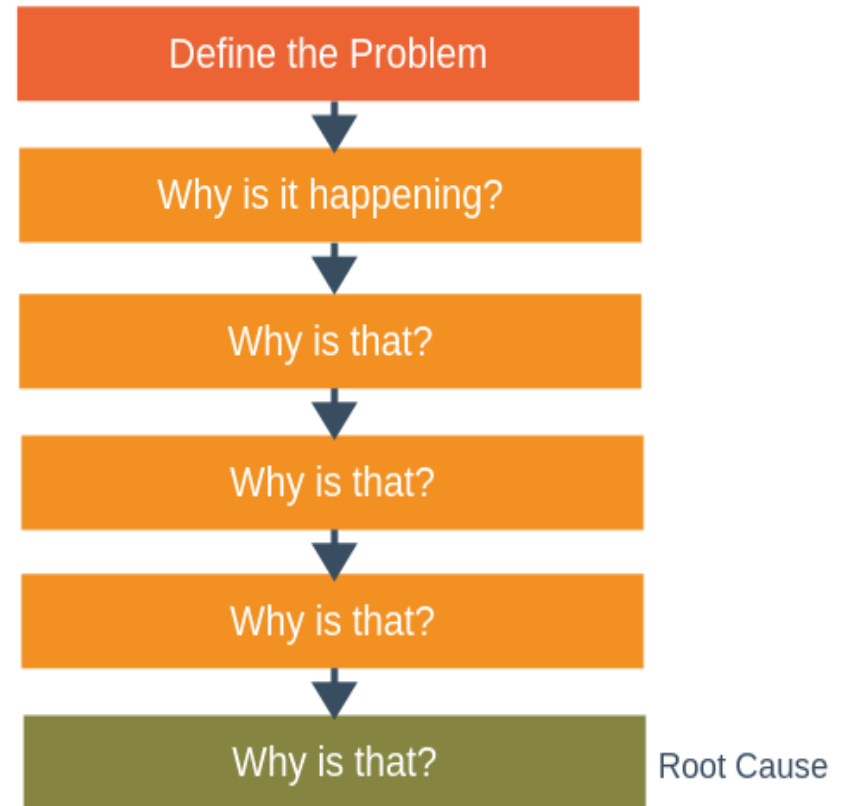 Define the Problem
Why is it happening?
Why is that?
Why is that?
Why is that?
Why is that?
Root Cause